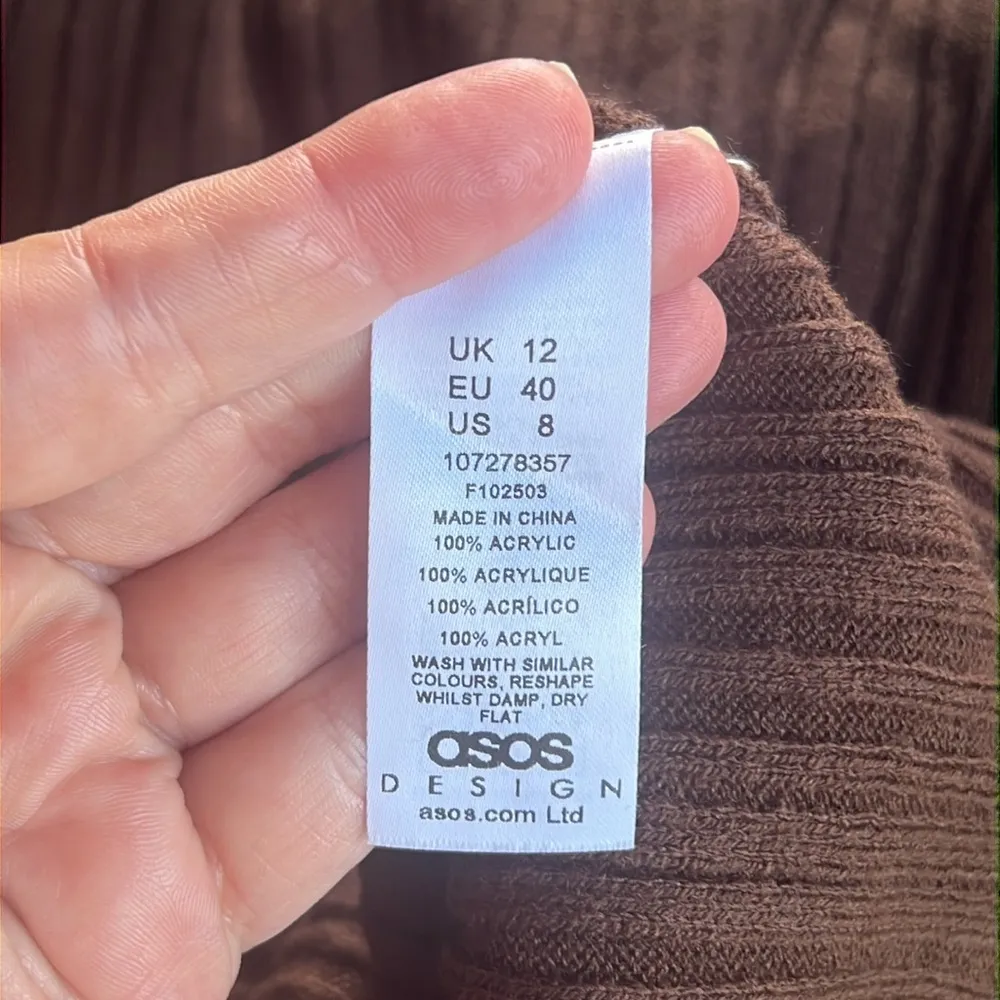 UK 12
EU 40
US 8
107278357
F102503
MADE IN CHINA
100% ACRYLIC
100% ACRYLIQUE
100% ACRÍLICO
100% ACRYL
WASH WITH SIMILAR
COLOURS, RESHAPE
WHILST DAMP, DRY
FLAT
asos
DESIGN
asos.com Ltd